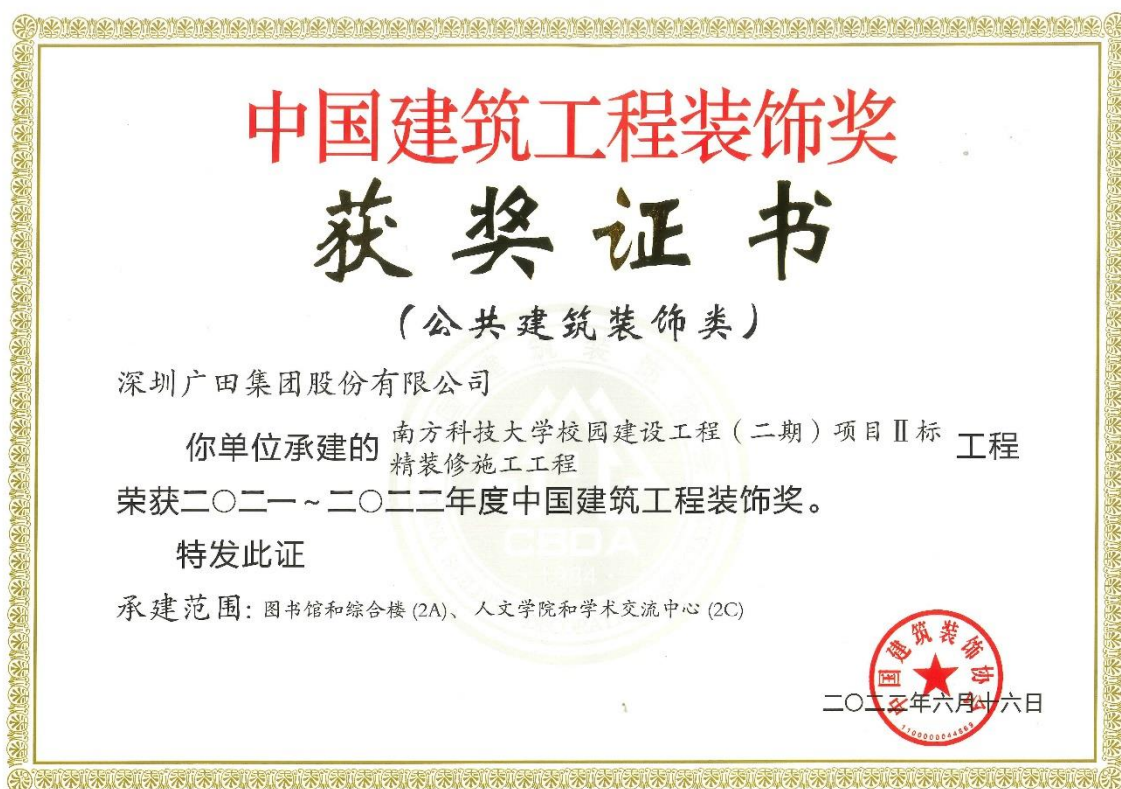 中国建筑工程装饰奖
获奖证书
(公共建筑装饰类)
深圳广田集团股份有限公司
你单位承建的 南方科技大学校园建设工程（二期）项目Ⅱ标
精装修施工工程 工程
荣获二〇二一~二〇二二年度中国建筑工程装饰奖。
特发此证
承建范围: 图书馆和综合楼 (2A)、人文学院和学术交流中心 (2C)
中国建筑装饰协会
年六月十六日
CBDA